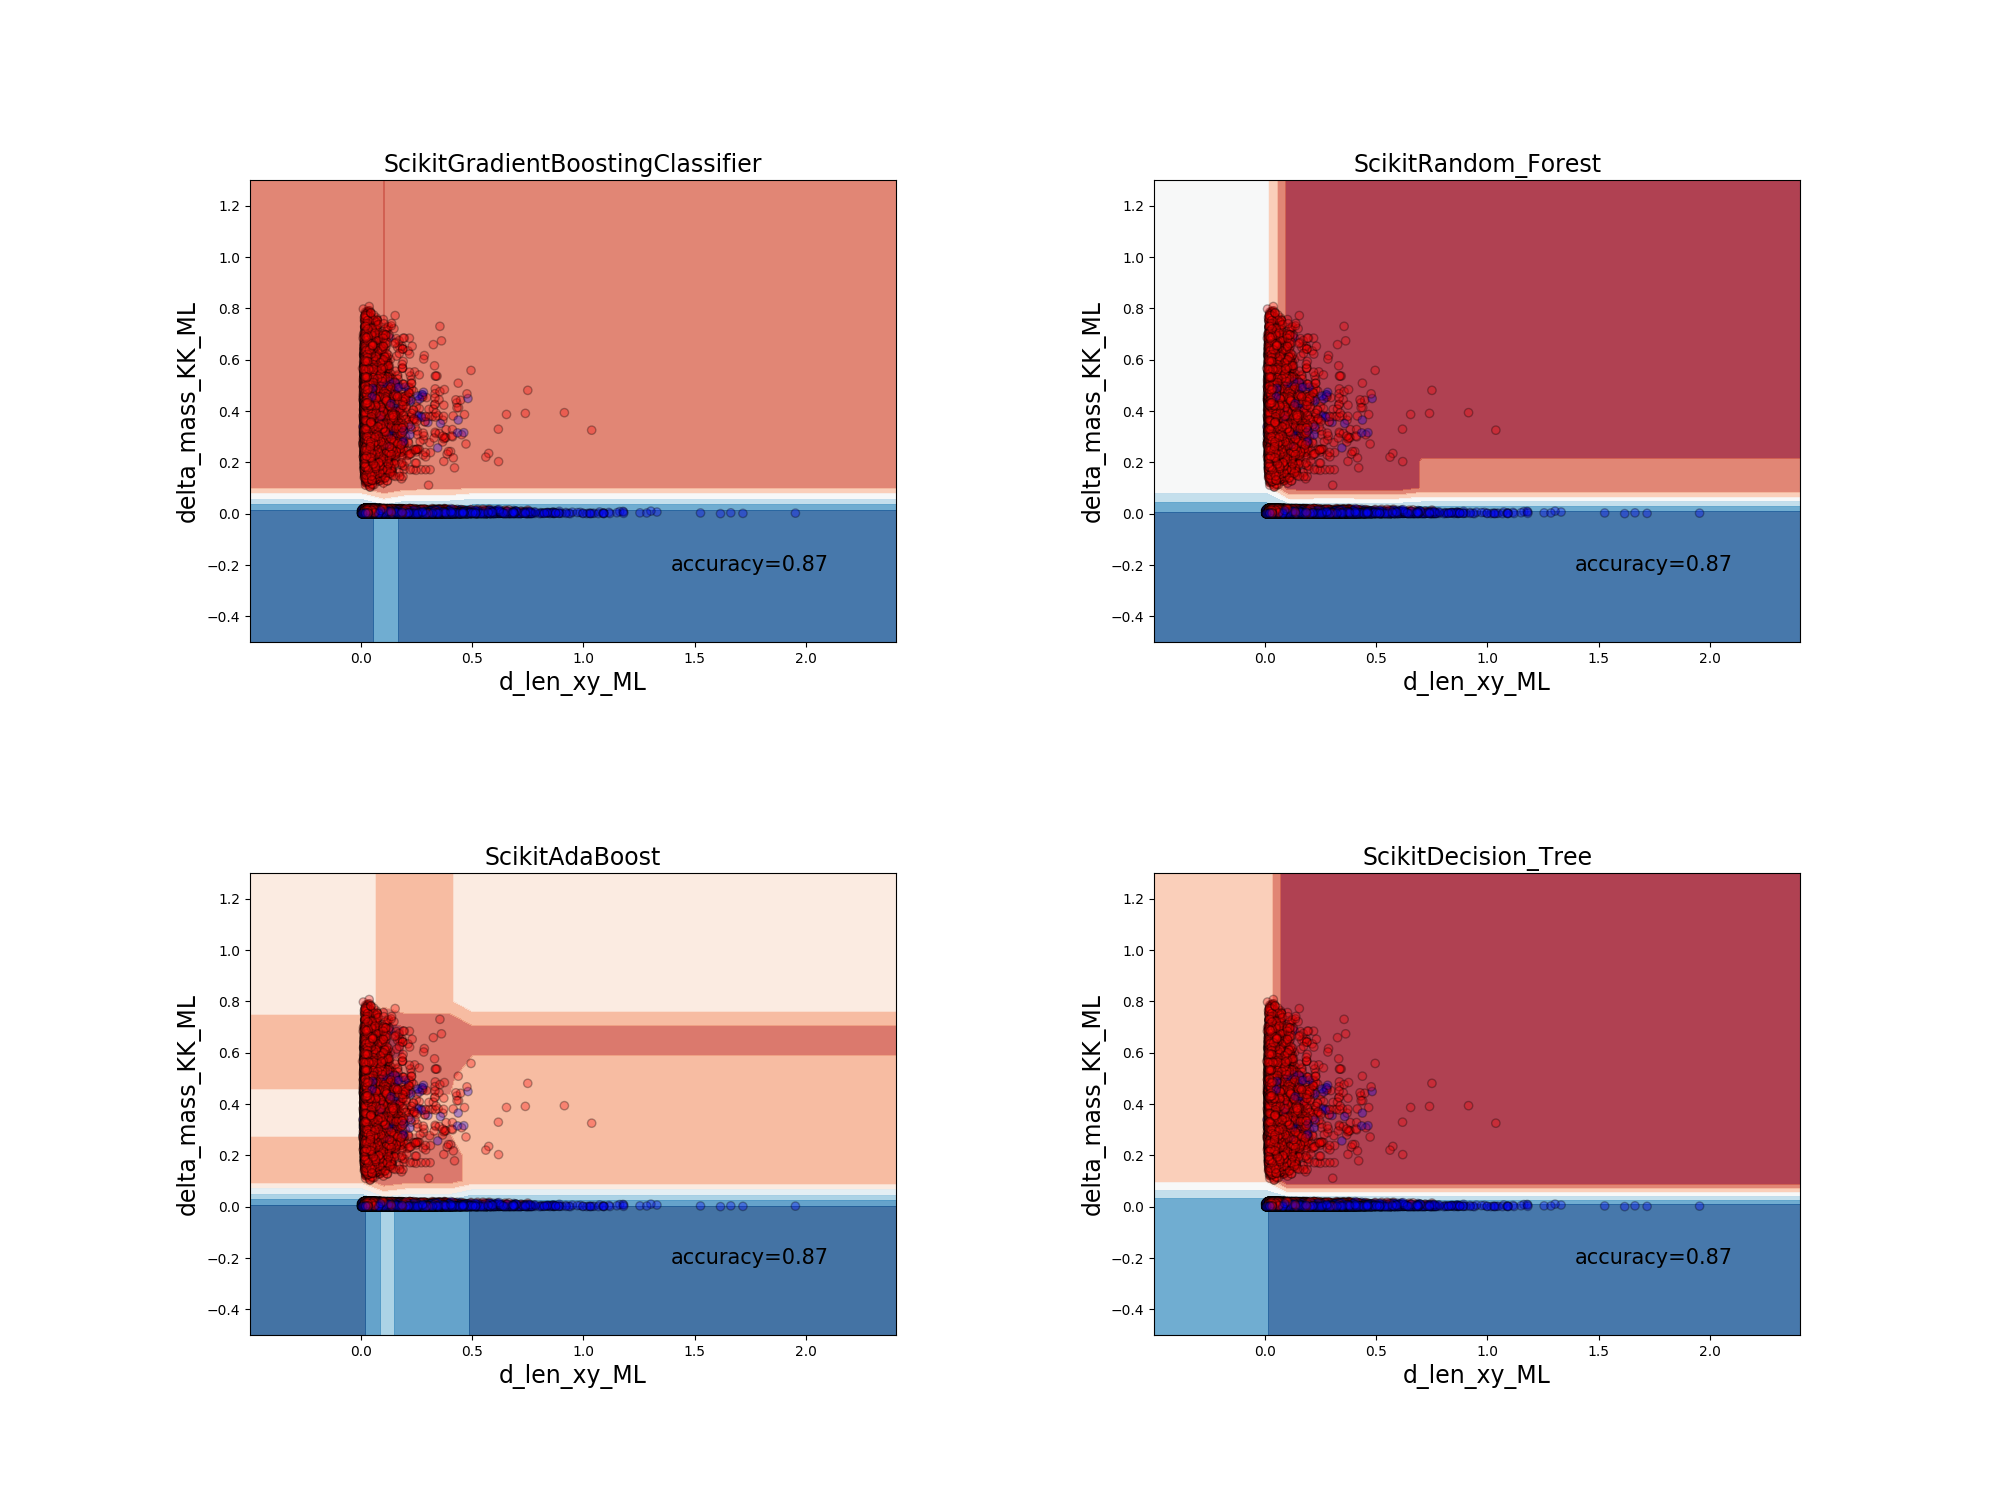 ScikitGradientBoostingClassifier
delta_mass_KK_ML
1.2
1.0
0.8
0.6
0.4
0.2
0.0
−0.2
−0.4
accuracy=0.87
0.0 0.5 1.0 1.5 2.0
d_len_xy_ML
ScikitRandom_Forest
delta_mass_KK_ML
1.2
1.0
0.8
0.6
0.4
0.2
0.0
−0.2
−0.4
accuracy=0.87
0.0 0.5 1.0 1.5 2.0
d_len_xy_ML
ScikitAdaBoost
delta_mass_KK_ML
1.2
1.0
0.8
0.6
0.4
0.2
0.0
−0.2
−0.4
accuracy=0.87
0.0 0.5 1.0 1.5 2.0
d_len_xy_ML
ScikitDecision_Tree
delta_mass_KK_ML
1.2
1.0
0.8
0.6
0.4
0.2
0.0
−0.2
−0.4
accuracy=0.87
0.0 0.5 1.0 1.5 2.0
d_len_xy_ML